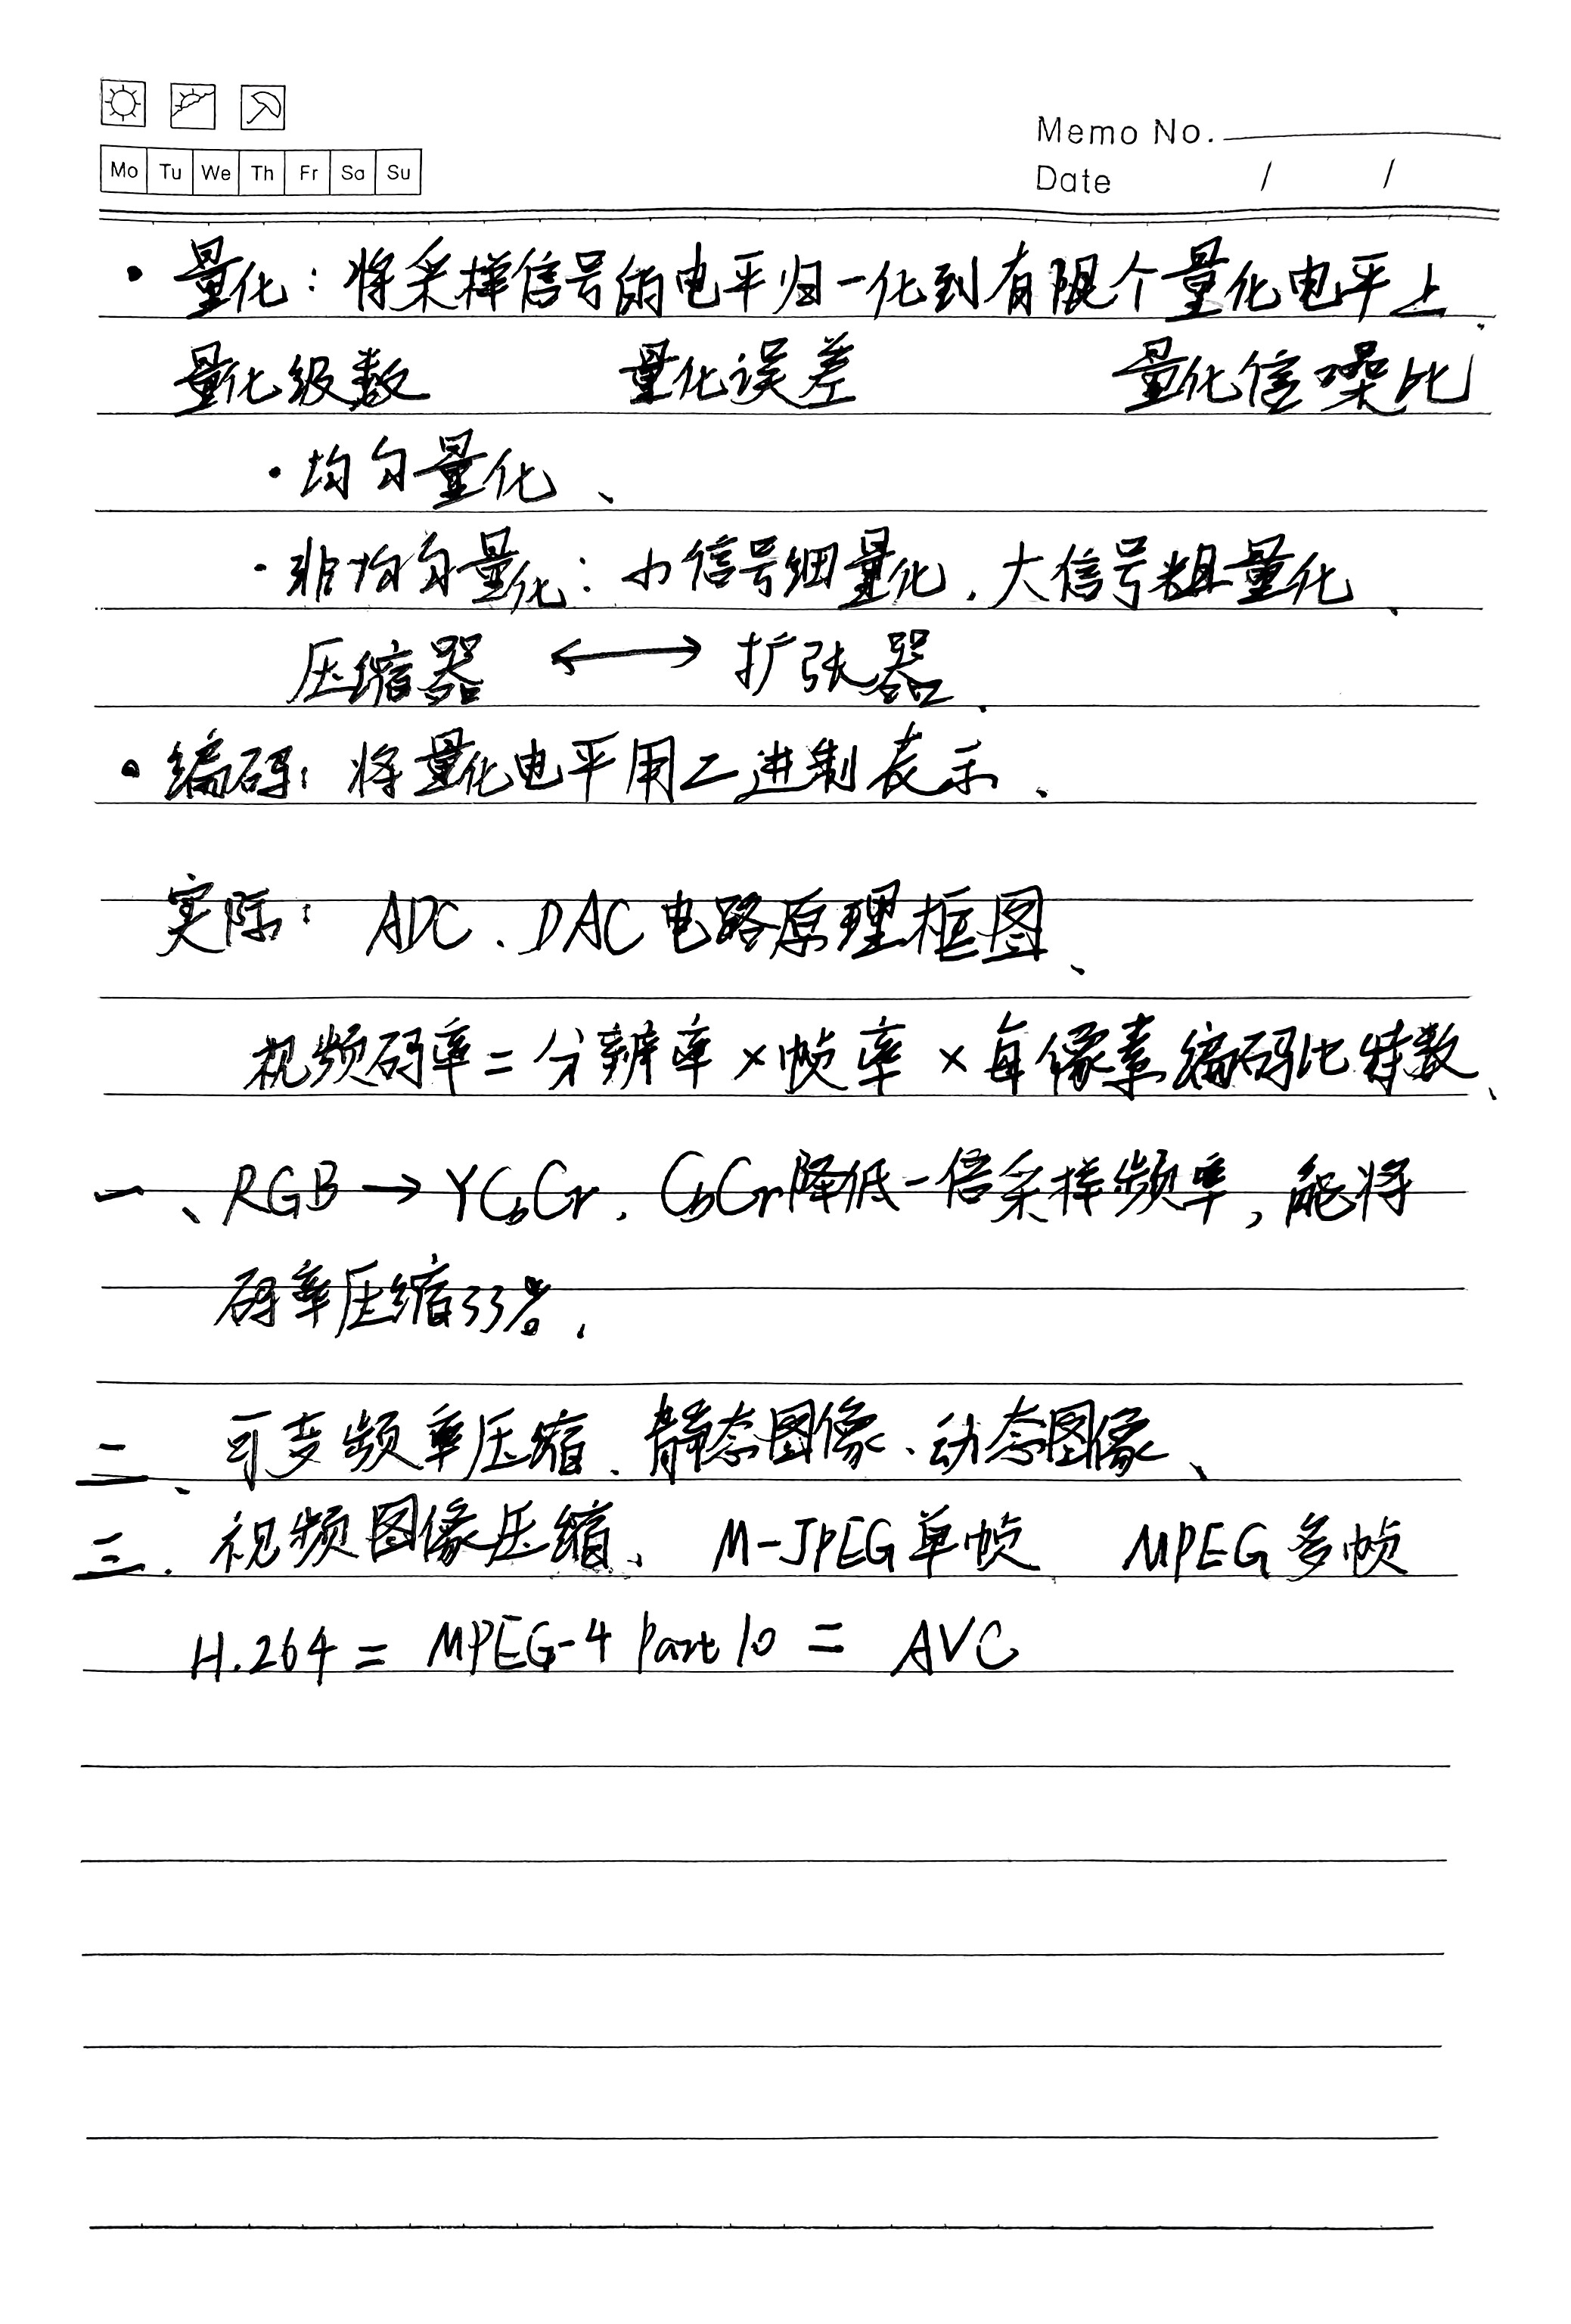 Memo No.
Mo Tu We Th Fr Sa Su
Date / /
• 量化：将采样信号的电平归一化到有限个量化电平上.
量化级数 量化误差 量化信噪比
· 均匀量化、
· 非均匀量化：小信号细量化，大信号粗量化、
压缩器 ⟷ 扩张器.
• 编码：将量化电平用二进制表示、
实际：ADC、DAC电路原理框图、
视频码率=分辨率×帧率×每像素编码比特数、
一、RGB → YCbCr，CbCr降低一倍采样频率，能将
码率压缩33%.
二、可变频率压缩、静态图像、动态图像、
三、视频图像压缩、M-JPEG单帧 MPEG多帧
H.264 = MPEG-4 Part 10 = AVC